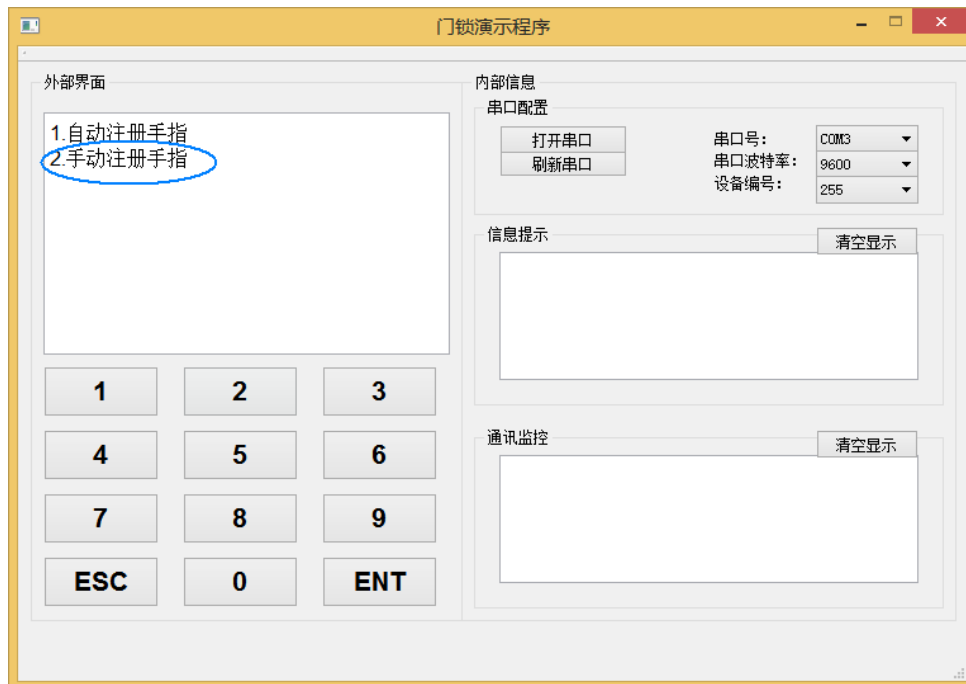 门锁演示程序
外部界面
1.自动注册手指
2.手动注册手指
1 2 3
4 5 6
7 8 9
ESC 0 ENT
内部信息
串口配置
打开串口
刷新串口
串口号: COM3
串口波特率: 9600
设备编号: 255
信息提示
清空显示
通讯监控
清空显示